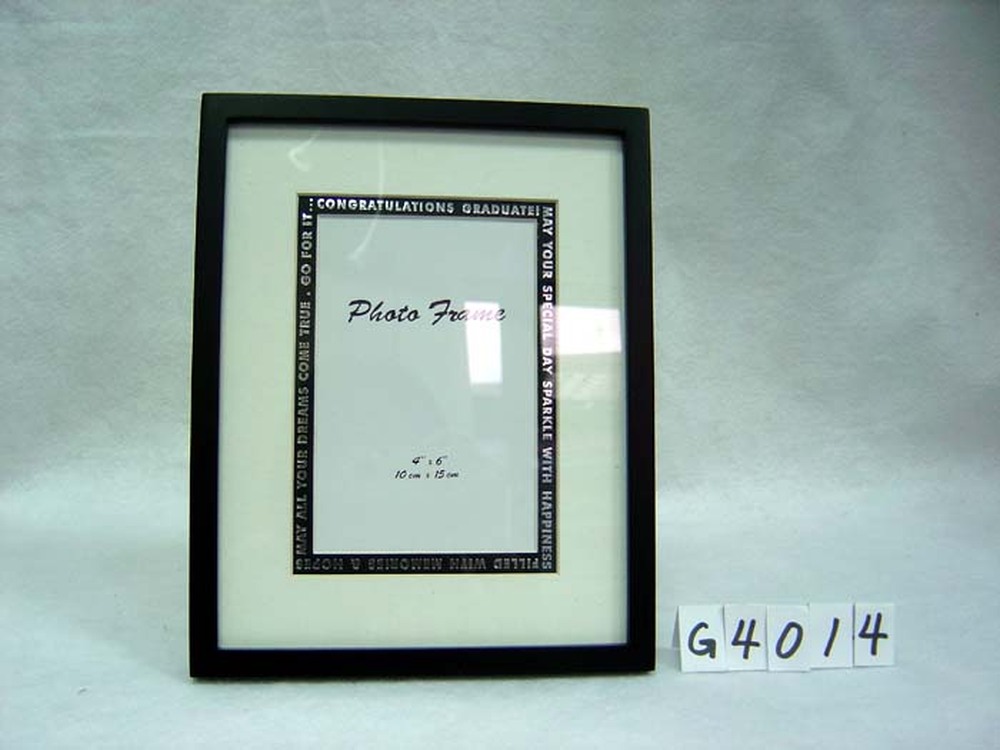 CONGRATULATIONS GRADUATE!
MAY YOUR SPECIAL DAY SPARKLE WITH HAPPINESS
FILLED WITH MEMORIES & HOPES
MAY ALL YOUR DREAMS COME TRUE . GO FOR IT...
Photo Frame
4" x 6"
10 cm x 15 cm
G4014